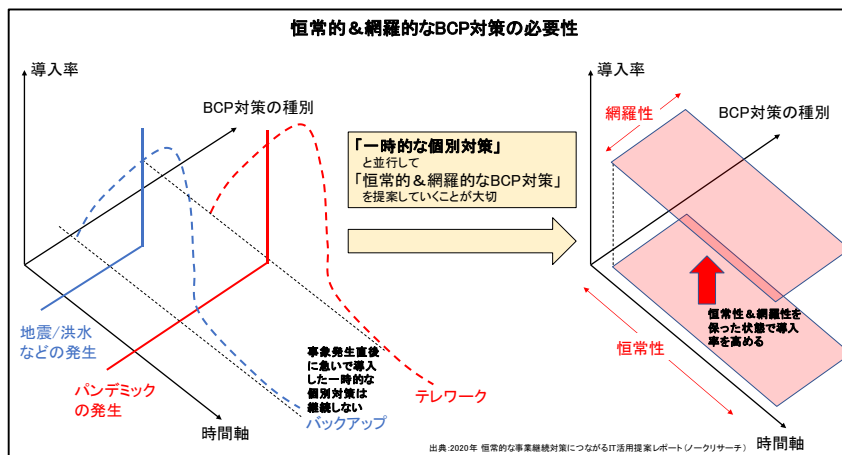 恒常的＆網羅的なBCP対策の必要性
導入率
BCP対策の種別
地震/洪水
などの発生
パンデミック
の発生
事象発生直後
に急いで導入
した一時的な
個別対策は
継続しない
バックアップ
テレワーク
時間軸
「一時的な個別対策」
と並行して
「恒常的＆網羅的なBCP対策」
を提案していくことが大切
導入率
網羅性
BCP対策の種別
恒常性＆網羅性を
保った状態で導入
率を高める
恒常性
時間軸
出典:2020年 恒常的な事業継続対策につながるIT活用提案レポート(ノークリサーチ)